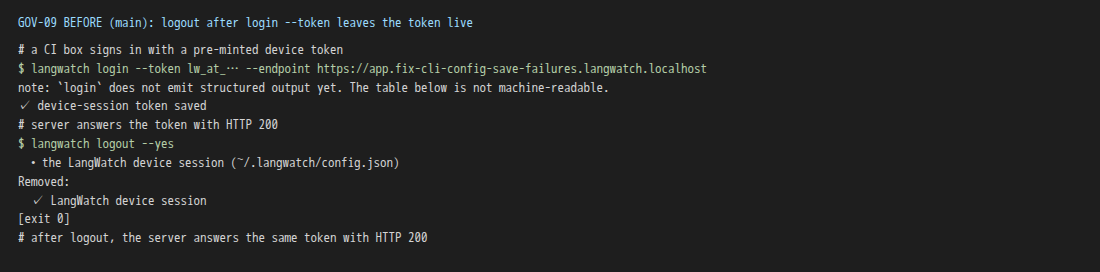 GOV-09 BEFORE (main): logout after login --token leaves the token live
# a CI box signs in with a pre-minted device token
$ langwatch login --token lw_at_… --endpoint https://app.fix-cli-config-save-failures.langwatch.localhost
note: `login` does not emit structured output yet. The table below is not machine-readable.
✓ device-session token saved
# server answers the token with HTTP 200
$ langwatch logout --yes
• the LangWatch device session (~/.langwatch/config.json)
Removed:
✓ LangWatch device session
[exit 0]
# after logout, the server answers the same token with HTTP 200